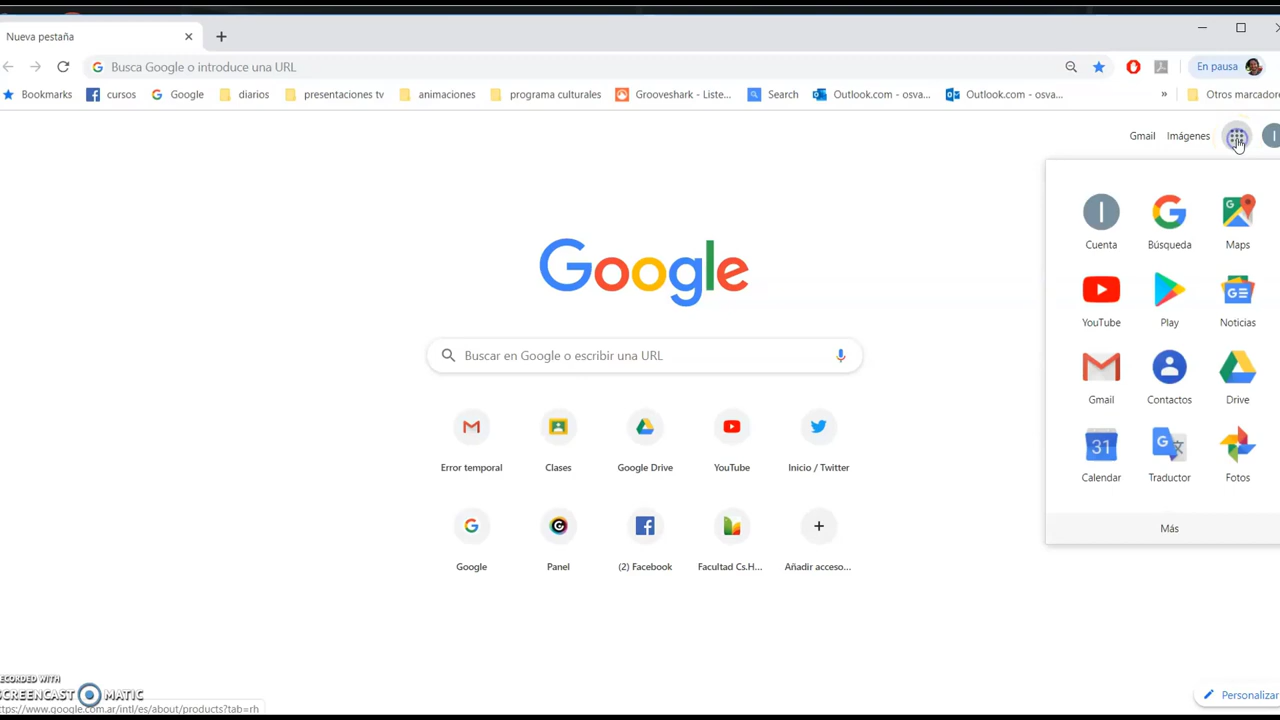 Nueva pestaña
Busca Google o introduce una URL
En pausa
Bookmarks
cursos
Google
diarios
presentaciones tv
animaciones
programa culturales
Grooveshark - Liste...
Search
Outlook.com - osva...
Outlook.com - osva...
»
Otros marcador
Gmail
Imágenes
I
I
Cuenta
Búsqueda
Maps
YouTube
Play
Noticias
Gmail
Contactos
Drive
31
Calendar
Traductor
Fotos
Más
Google
Buscar en Google o escribir una URL
Error temporal
Clases
Google Drive
YouTube
Inicio / Twitter
Google
Panel
(2) Facebook
Facultad Cs.H...
Añadir acceso...
ECORDED WITH
SCREENCAST MATIC
ttps://www.google.com.ar/intl/es/about/products?tab=rh
Personalizar